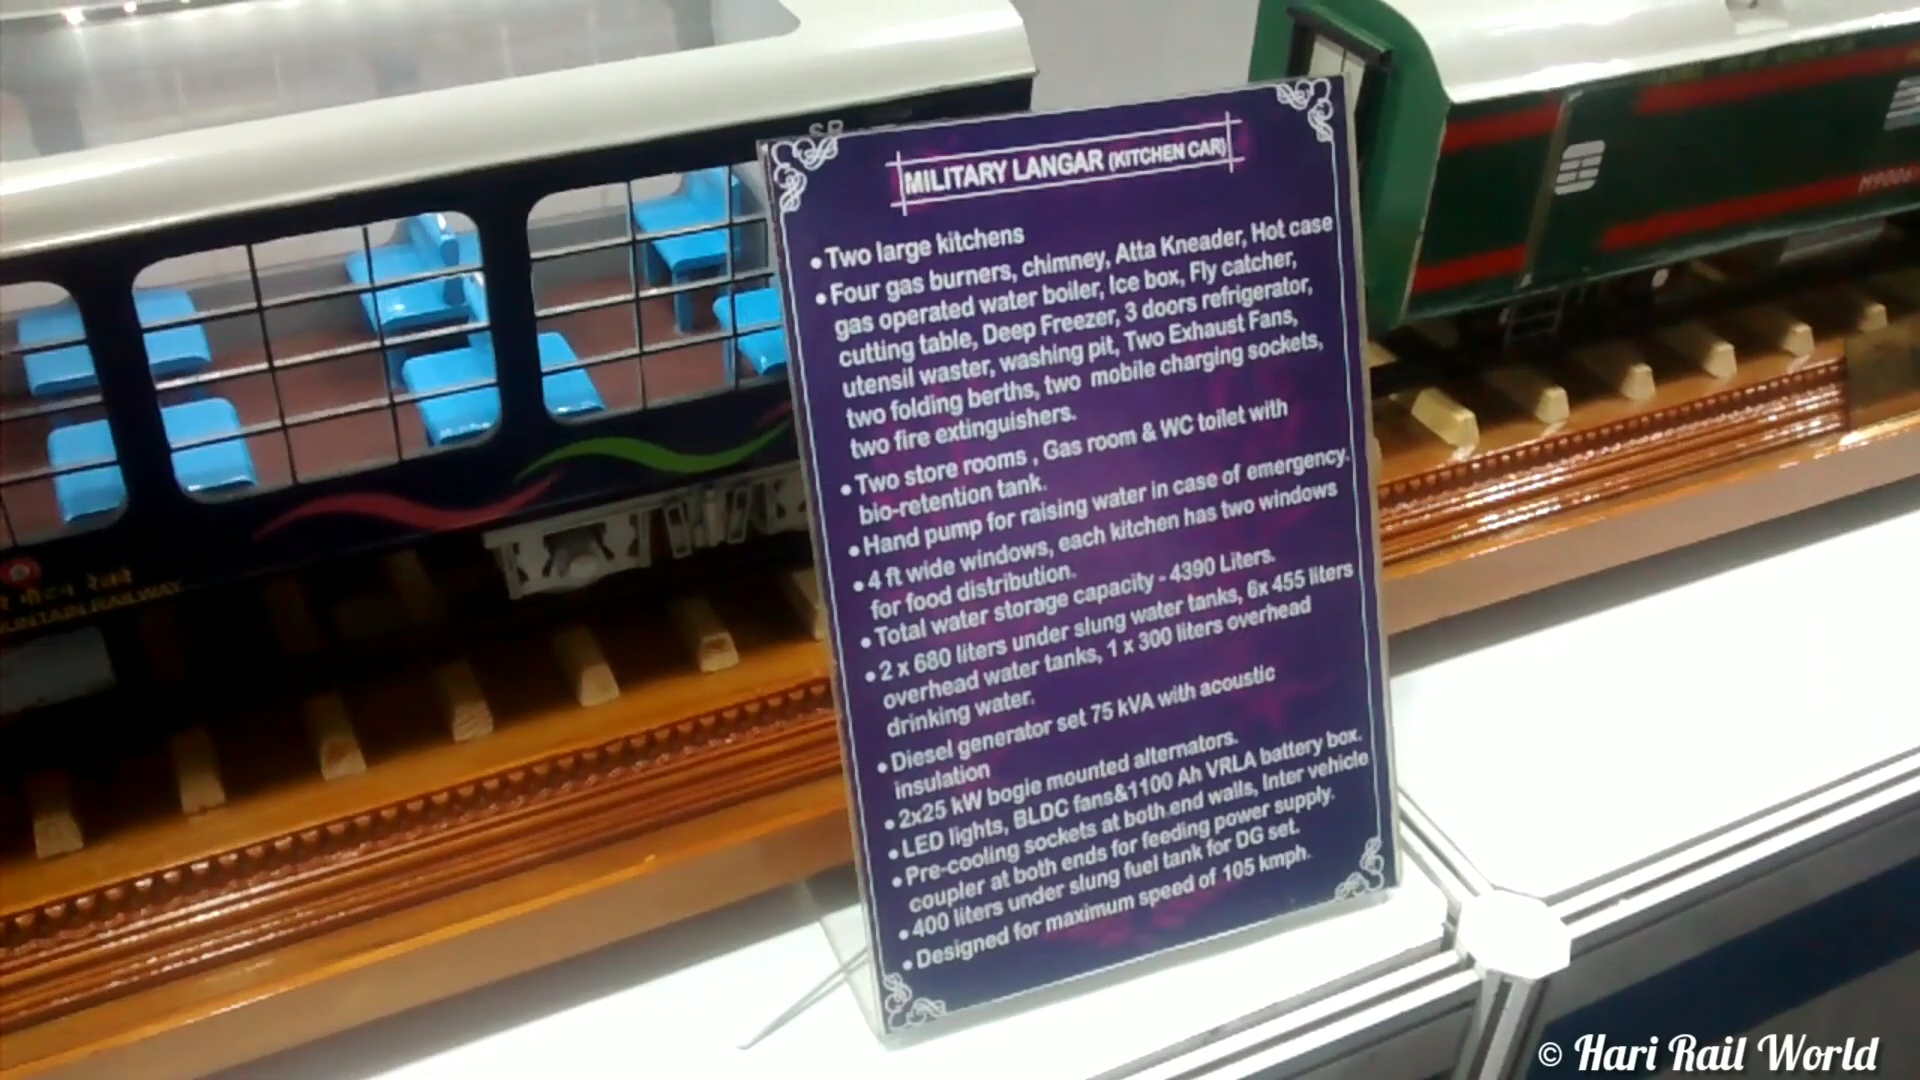 SR
MILITARY LANGAR (KITCHEN CAR)
• Two large kitchens
• Four gas burners, chimney, Atta Kneader, Hot case
gas operated water boiler, Ice box, Fly catcher,
cutting table, Deep Freezer, 3 doors refrigerator,
utensil waster, washing pit, Two Exhaust Fans,
two folding berths, two mobile charging sockets,
two fire extinguishers.
• Two store rooms , Gas room & WC toilet with
bio-retention tank.
• Hand pump for raising water in case of emergency.
• 4 ft wide windows, each kitchen has two windows
for food distribution.
• Total water storage capacity - 4390 Liters.
• 2 x 680 liters under slung water tanks, 6x 455 liters
overhead water tanks, 1 x 300 liters overhead
drinking water.
• Diesel generator set 75 kVA with acoustic
insulation
• 2x25 kW bogie mounted alternators.
• LED lights, BLDC fans&1100 Ah VRLA battery box.
• Pre-cooling sockets at both end walls, Inter vehicle
coupler at both ends for feeding power supply.
• 400 liters under slung fuel tank for DG set.
• Designed for maximum speed of 105 kmph.
रेलवे
RAILWAY
M9006
© Hari Rail World